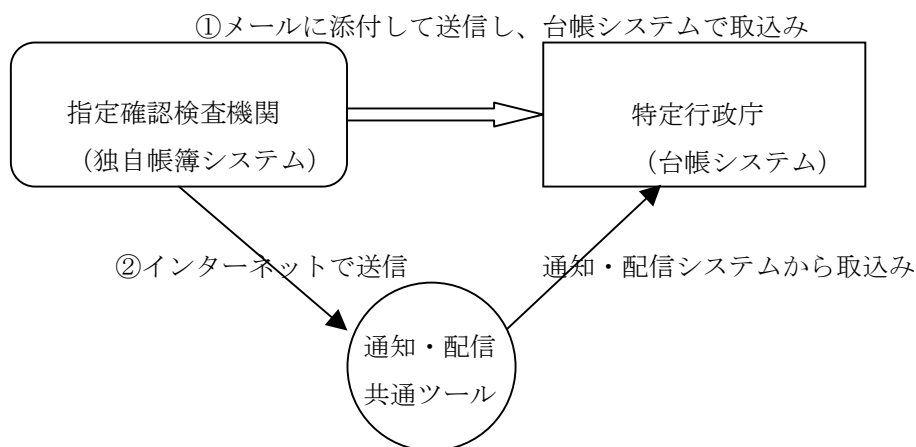 ①メールに添付して送信し、台帳システムで取込み
指定確認検査機関
(独自帳簿システム)
特定行政庁
(台帳システム)
②インターネットで送信
通知・配信システムから取込み
通知・配信
共通ツール